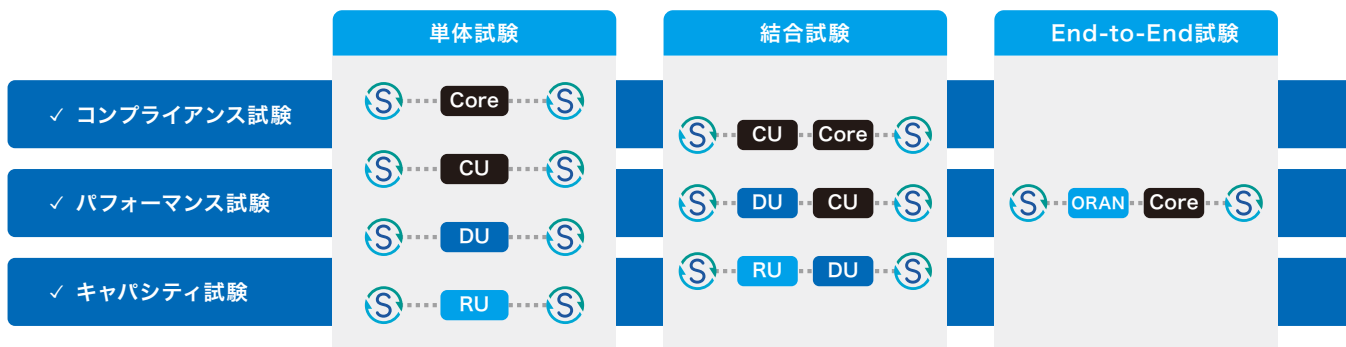 単体試験
結合試験
End-to-End試験
✓ コンプライアンス試験
✓ パフォーマンス試験
✓ キャパシティ試験
S Core S
S CU S
S DU S
S RU S
S CU Core S
S DU CU S
S RU DU S
S ORAN Core S